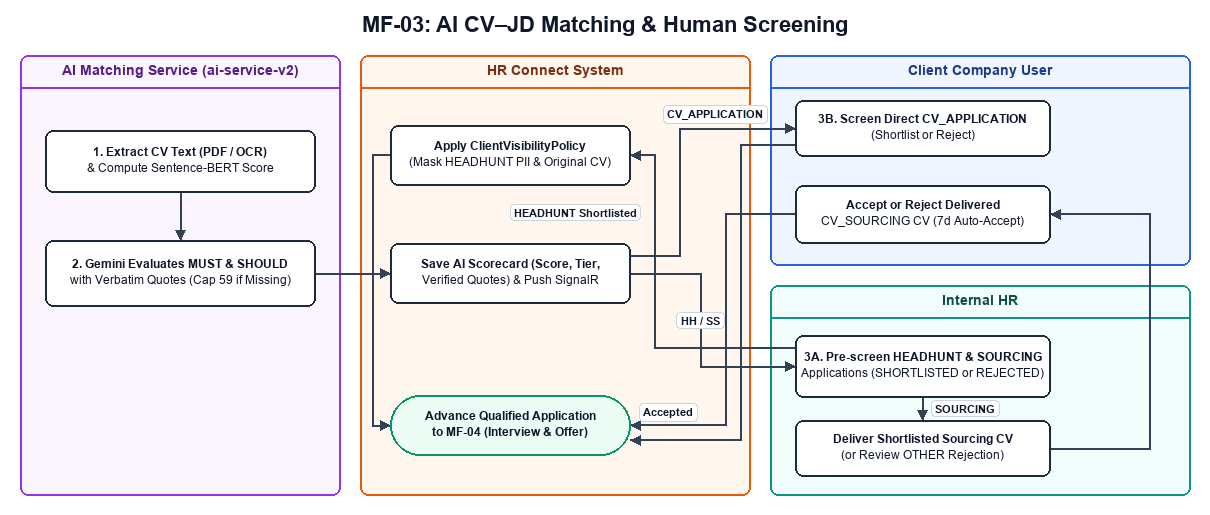 MF-03: AI CV–JD Matching & Human Screening
AI Matching Service (ai-service-v2)
1. Extract CV Text (PDF / OCR)
& Compute Sentence-BERT Score
2. Gemini Evaluates MUST & SHOULD
with Verbatim Quotes (Cap 59 if Missing)
HR Connect System
Apply ClientVisibilityPolicy
(Mask HEADHUNT PII & Original CV)
HEADHUNT Shortlisted
Save AI Scorecard (Score, Tier,
Verified Quotes) & Push SignalR
CV_APPLICATION
HH / SS
Accepted
Advance Qualified Application
to MF-04 (Interview & Offer)
Client Company User
3B. Screen Direct CV_APPLICATION
(Shortlist or Reject)
Accept or Reject Delivered
CV_SOURCING CV (7d Auto-Accept)
Internal HR
3A. Pre-screen HEADHUNT & SOURCING
Applications (SHORTLISTED or REJECTED)
SOURCING
Deliver Shortlisted Sourcing CV
(or Review OTHER Rejection)